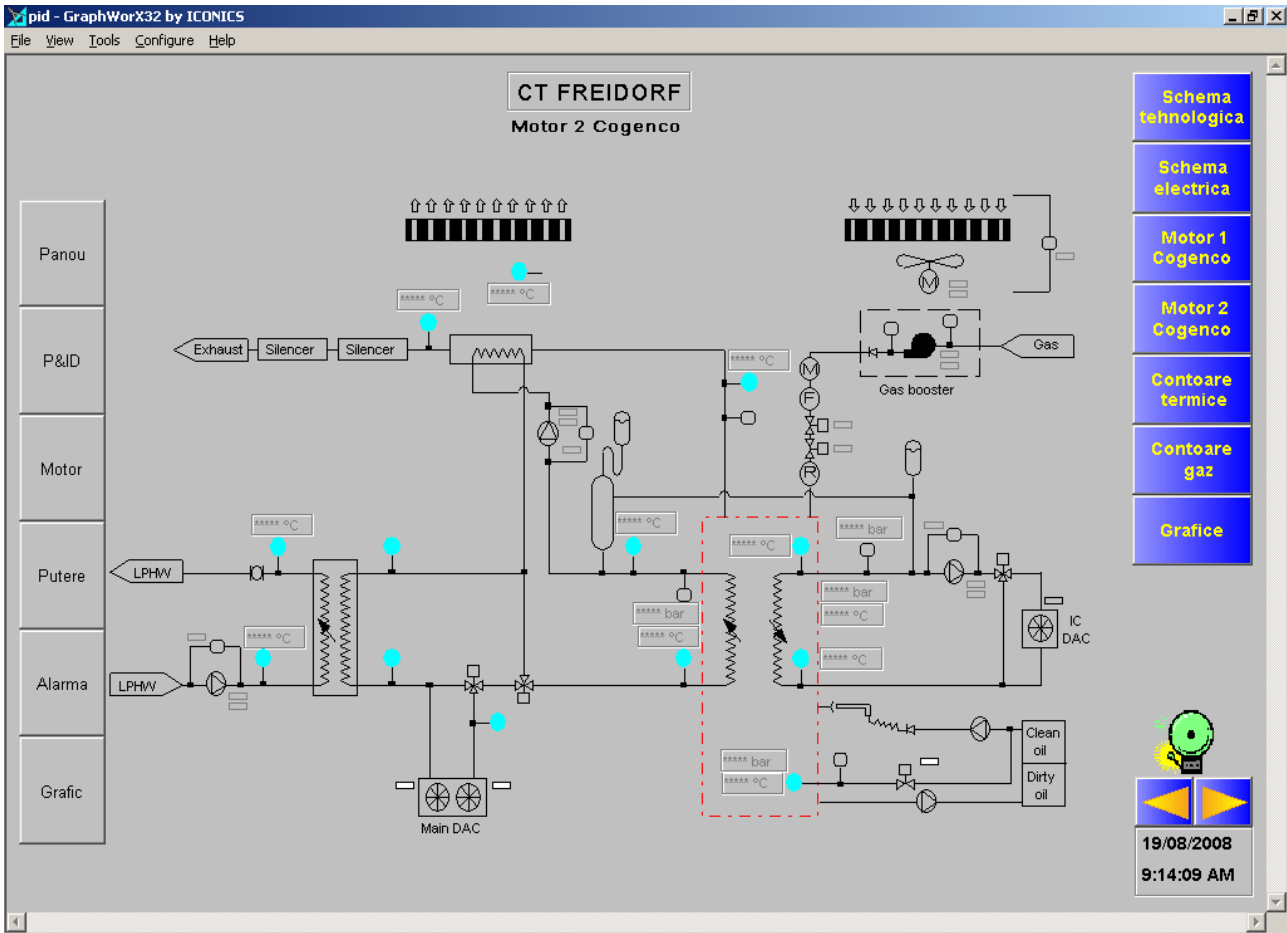 pid - GraphWorX32 by ICONICS
File View Tools Configure Help
CT FREIDORF
Motor 2 Cogenco
Schema
tehnologica
Schema
electrica
Motor 1
Cogenco
Motor 2
Cogenco
Contoare
termice
Contoare
gaz
Grafice
Panou
P&ID
Motor
Putere
Alarma
Grafic
***** °C
***** °C
M
Exhaust
Silencer
Silencer
***** °C
M
F
R
Gas
Gas booster
***** °C
***** °C
***** °C
***** bar
LPHW
***** bar
***** °C
***** bar
***** °C
***** °C
***** °C
IC
DAC
LPHW
Main DAC
***** bar
***** °C
Clean
oil
Dirty
oil
19/08/2008
9:14:09 AM